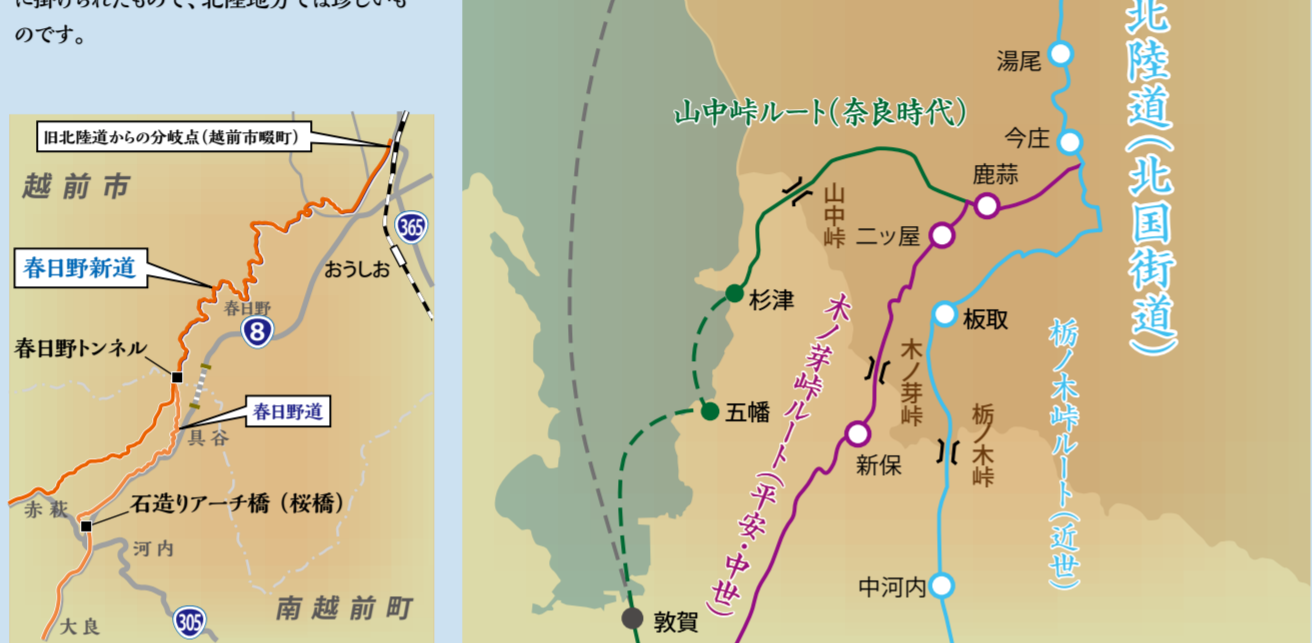 に掛けられたもので、北陸地方では珍しいも
のです。
旧北陸道からの分岐点（越前市畷町）
越前市
365
春日野新道
おうしお
春日野
8
春日野トンネル
春日野道
具谷
赤萩
石造りアーチ橋（桜橋）
河内
南越前町
305
大良
北陸道（北国街道）
湯尾
山中峠ルート（奈良時代）
今庄
鹿蒜
山中峠
二ッ屋
杉津
板取
木ノ芽峠ルート（平安・中世）
木ノ芽峠
栃ノ木峠ルート（近世）
五幡
栃ノ木峠
新保
中河内
敦賀